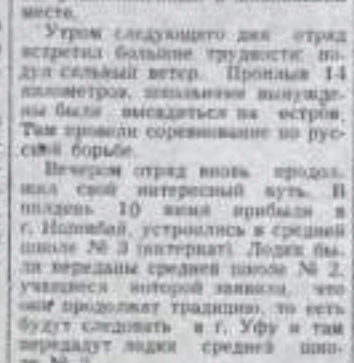 месте.
Утром следующего дня отряд
встретил большие трудности: по-
дул сильный ветер. Проплыв 14
километров, школьники вынужде-
ны были высадиться на остров.
Там провели соревнование по рус-
ской борьбе.
Вечером отряд вновь продол-
жил свой интересный путь. В
полдень 10 июня прибыли в
г. Ишимбай, устроились в средней
школе № 3 (интернат). Лодки бы-
ли переданы средней школе № 2,
учащиеся которой заявили, что
они продолжат традицию, то есть
будут следовать в г. Уфу и там
передадут лодки средней шко-